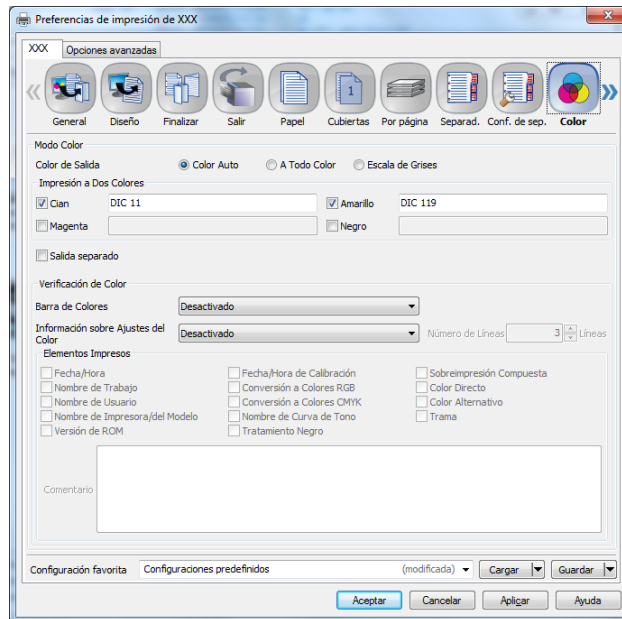 Preferencias de impresión de XXX
XXX Opciones avanzadas
General Diseño Finalizar Salir Papel Cubiertas Por página Separad. Conf. de sep. Color
Modo Color
Color de Salida Color Auto A Todo Color Escala de Grises
Impresión a Dos Colores
Cian DIC 11 Amarillo DIC 119
Magenta Negro
Salida separado
Verificación de Color
Barra de Colores Desactivado
Información sobre Ajustes del Color Desactivado Número de Líneas 3 Líneas
Elementos Impresos
Fecha/Hora Fecha/Hora de Calibración Sobreimpresión Compuesta
Nombre de Trabajo Conversión a Colores RGB Color Directo
Nombre de Usuario Conversión a Colores CMYK Color Alternativo
Nombre de Impresora/del Modelo Nombre de Curva de Tono Trama
Versión de ROM Tratamiento Negro
Comentario
Configuración favorita Configuraciones predefinidos (modificada) Cargar Guardar
Aceptar Cancelar Aplicar Ayuda